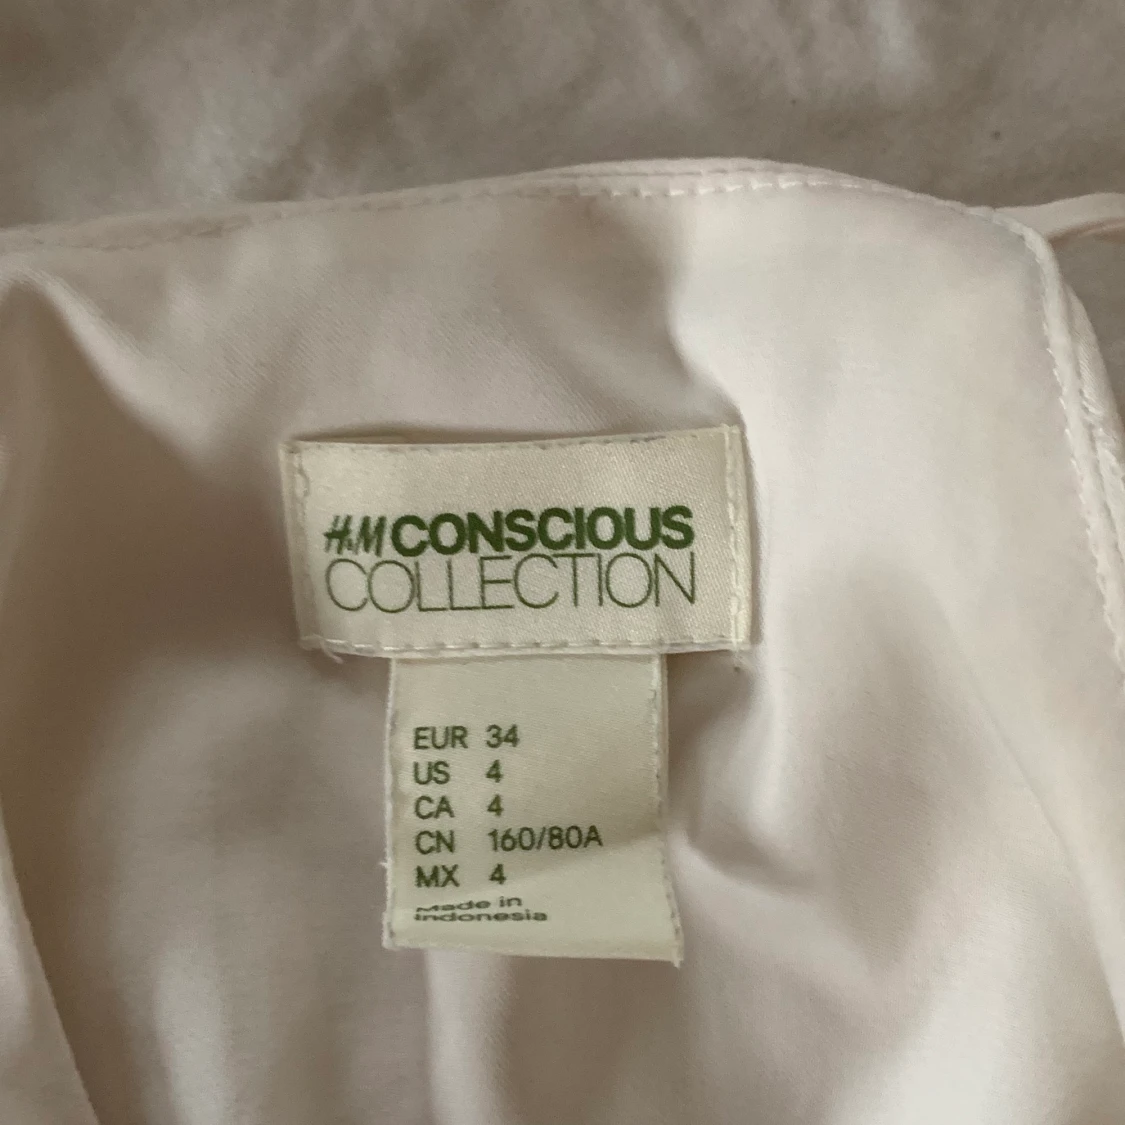 H&M CONSCIOUS
COLLECTION
EUR 34
US 4
CA 4
CN 160/80A
MX 4
Made in
Indonesia